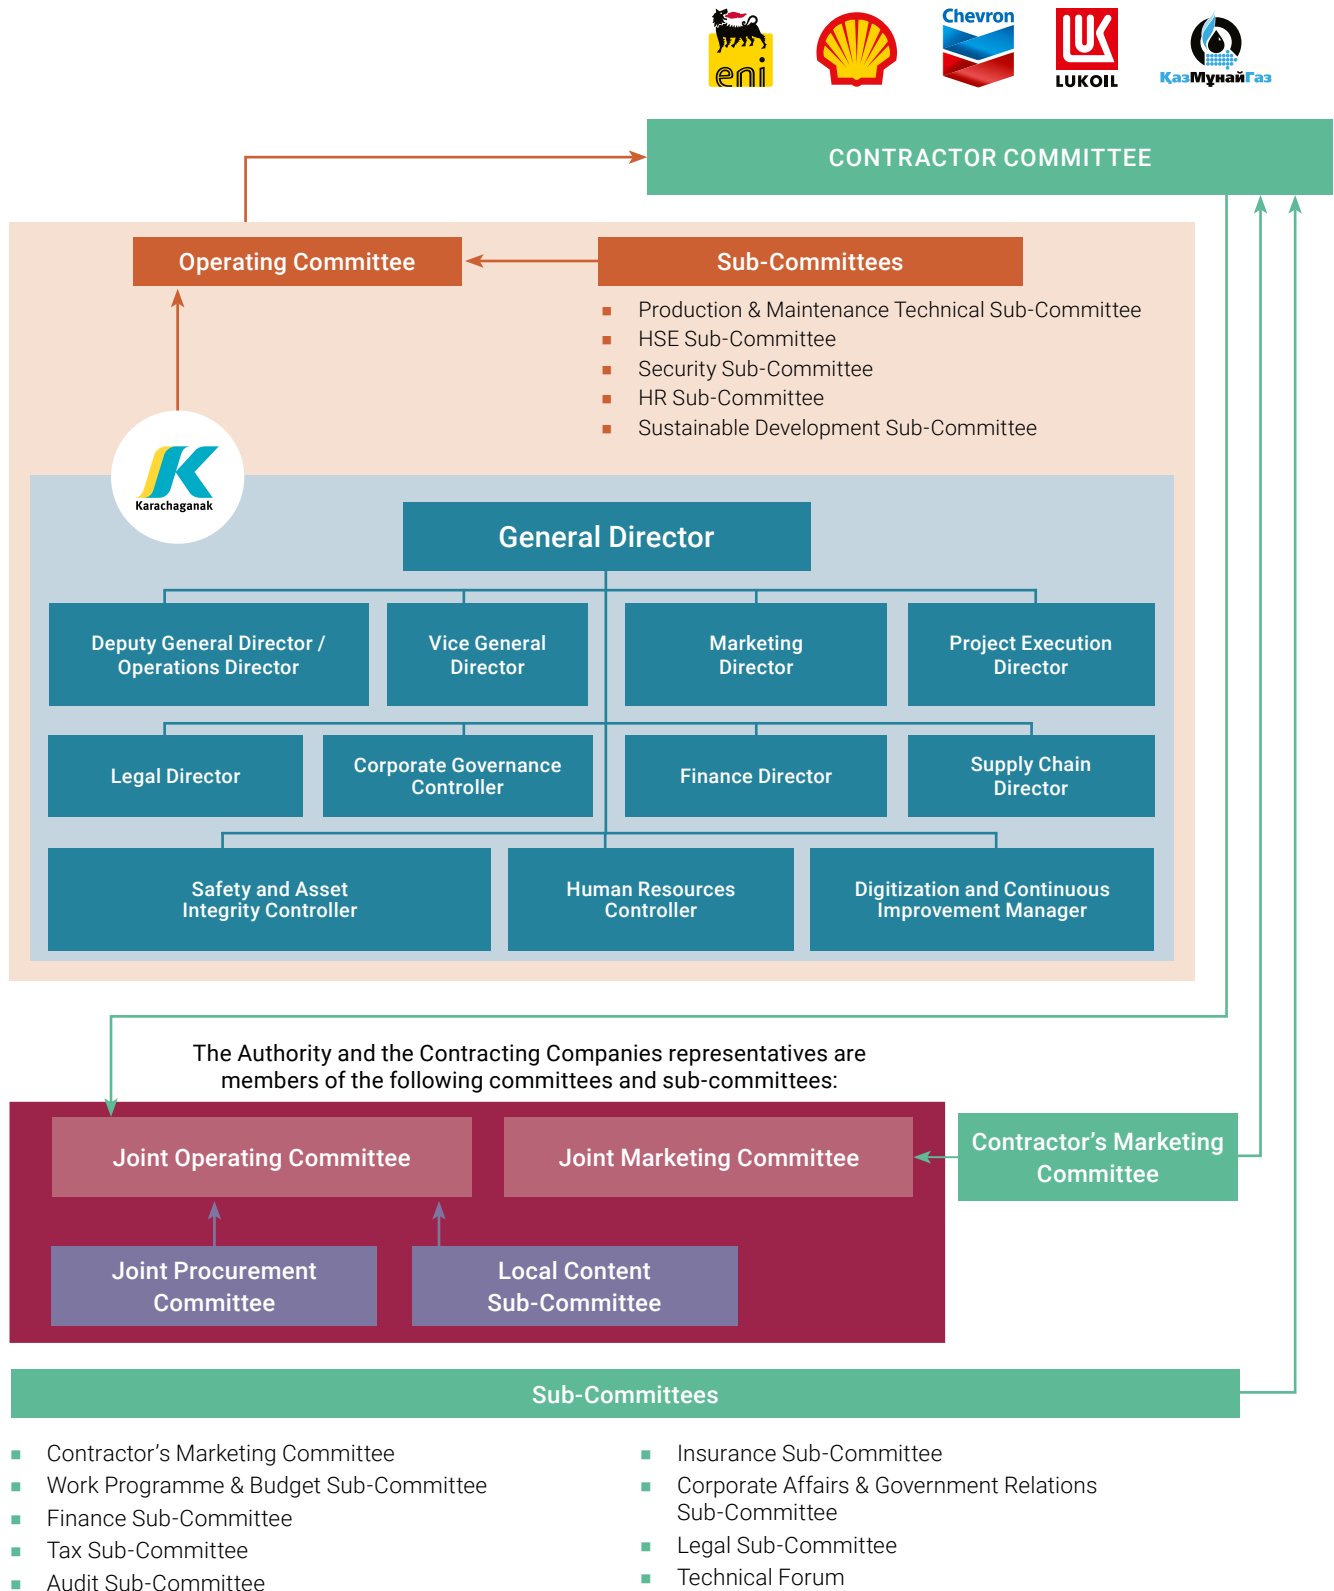 eni
Chevron
LUKOIL
ҚазМұнайГаз
CONTRACTOR COMMITTEE
Operating Committee
Sub-Committees
Production & Maintenance Technical Sub-Committee
HSE Sub-Committee
Security Sub-Committee
HR Sub-Committee
Sustainable Development Sub-Committee
Karachaganak
General Director
Deputy General Director /
Operations Director
Vice General
Director
Marketing
Director
Project Execution
Director
Legal Director
Corporate Governance
Controller
Finance Director
Supply Chain
Director
Safety and Asset
Integrity Controller
Human Resources
Controller
Digitization and Continuous
Improvement Manager
The Authority and the Contracting Companies representatives are
members of the following committees and sub-committees:
Joint Operating Committee
Joint Marketing Committee
Contractor’s Marketing
Committee
Joint Procurement
Committee
Local Content
Sub-Committee
Sub-Committees
Contractor’s Marketing Committee
Work Programme & Budget Sub-Committee
Finance Sub-Committee
Tax Sub-Committee
Audit Sub-Committee
Insurance Sub-Committee
Corporate Affairs & Government Relations
Sub-Committee
Legal Sub-Committee
Technical Forum